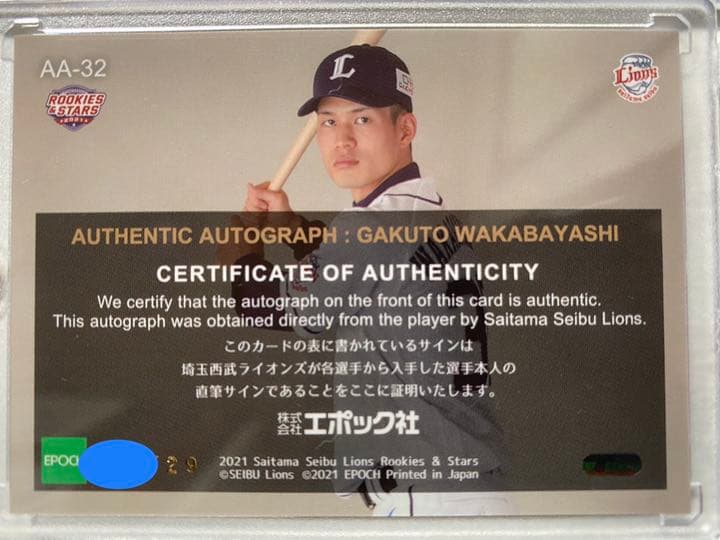 AA-32
ROOKIES
& STARS
2021
Lions
SAITAMA SEIBU
L
AUTHENTIC AUTOGRAPH : GAKUTO WAKABAYASHI
CERTIFICATE OF AUTHENTICITY
We certify that the autograph on the front of this card is authentic.
This autograph was obtained directly from the player by Saitama Seibu Lions.
このカードの表に書かれているサインは
埼玉西武ライオンズが各選手から入手した選手本人の
直筆サインであることをここに証明いたします。
株式会社エポック社
EPOC
29
2021 Saitama Seibu Lions Rookies & Stars
©SEIBU Lions ©2021 EPOCH Printed in Japan